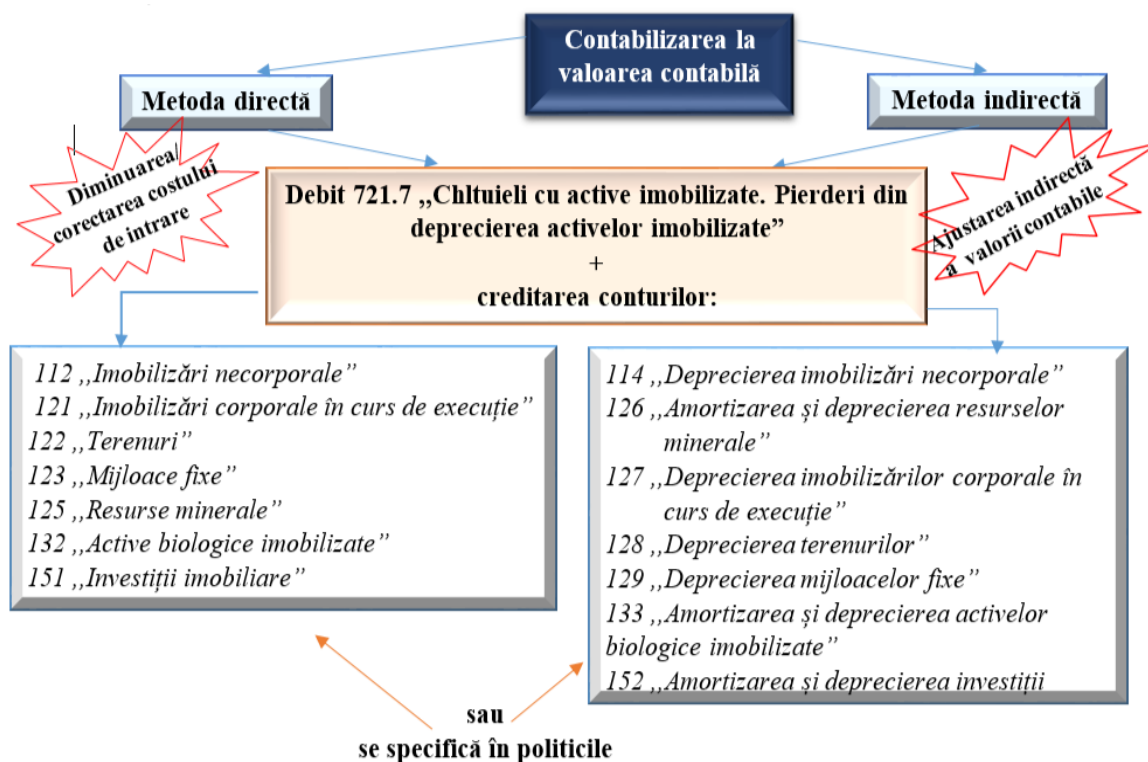 Contabilizarea la
valoarea contabilă
Metoda directă
Metoda indirectă
Diminuarea/
corectarea costului
de intrare
Debit 721.7 ,,Chltuieli cu active imobilizate. Pierderi din
deprecierea activelor imobilizate”
+
creditarea conturilor:
Ajustarea indirectă
a valorii contabile
112 ,,Imobilizări necorporale”
121 ,,Imobilizări corporale în curs de execuție”
122 ,,Terenuri”
123 ,,Mijloace fixe”
125 ,,Resurse minerale”
132 ,,Active biologice imobilizate”
151 ,,Investiții imobiliare”
114 ,,Deprecierea imobilizări necorporale”
126 ,,Amortizarea și deprecierea resurselor
minerale”
127 ,,Deprecierea imobilizărilor corporale în
curs de execuție”
128 ,,Deprecierea terenurilor”
129 ,,Deprecierea mijloacelor fixe”
133 ,,Amortizarea și deprecierea activelor
biologice imobilizate”
152 ,,Amortizarea și deprecierea investiții
sau
se specifică în politicile